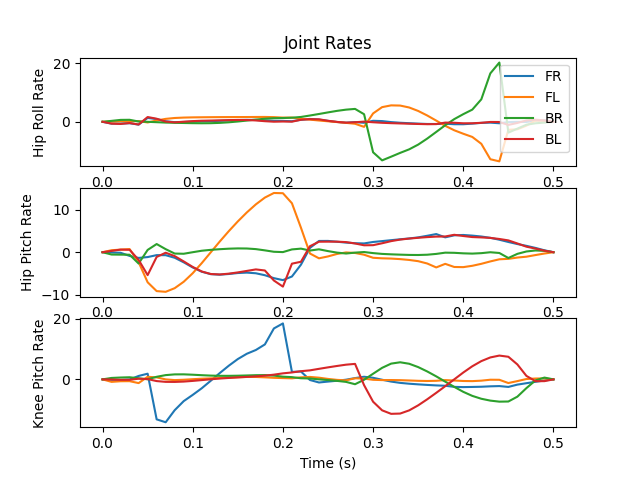 Joint Rates
Hip Roll Rate
20
0
FR
FL
BR
BL
0.0 0.1 0.2 0.3 0.4 0.5
Hip Pitch Rate
10
0
−10
0.0 0.1 0.2 0.3 0.4 0.5
Knee Pitch Rate
20
0
0.0 0.1 0.2 0.3 0.4 0.5
Time (s)